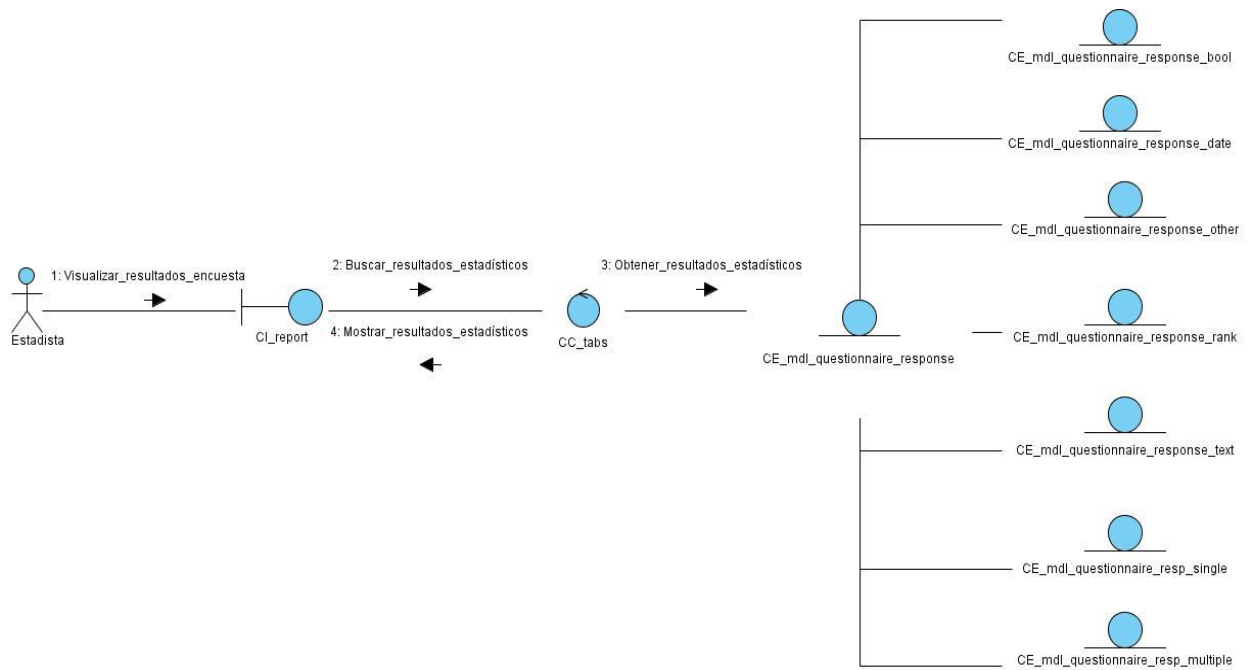 CE_mdl_questionnaire_response_bool
CE_mdl_questionnaire_response_date
CE_mdl_questionnaire_response_other
1: Visualizar_resultados_encuesta
2: Buscar_resultados_estadísticos
3: Obtener_resultados_estadísticos
4: Mostrar_resultados_estadísticos
Estadista
CI_report
CC_tabs
CE_mdl_questionnaire_response
CE_mdl_questionnaire_response_rank
CE_mdl_questionnaire_response_text
CE_mdl_questionnaire_resp_single
CE_mdl_questionnaire_resp_multiple